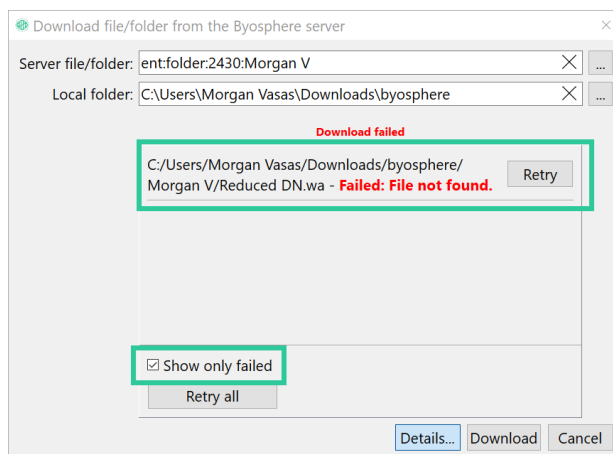 Download file/folder from the Byosphere server
Server file/folder: ent:folder:2430:Morgan V ...
Local folder: C:\Users\Morgan Vasas\Downloads\byosphere ...
Download failed
C:/Users/Morgan Vasas/Downloads/byosphere/
Morgan V/Reduced DN.wa - Failed: File not found.
Retry
Show only failed
Retry all
Details... Download Cancel